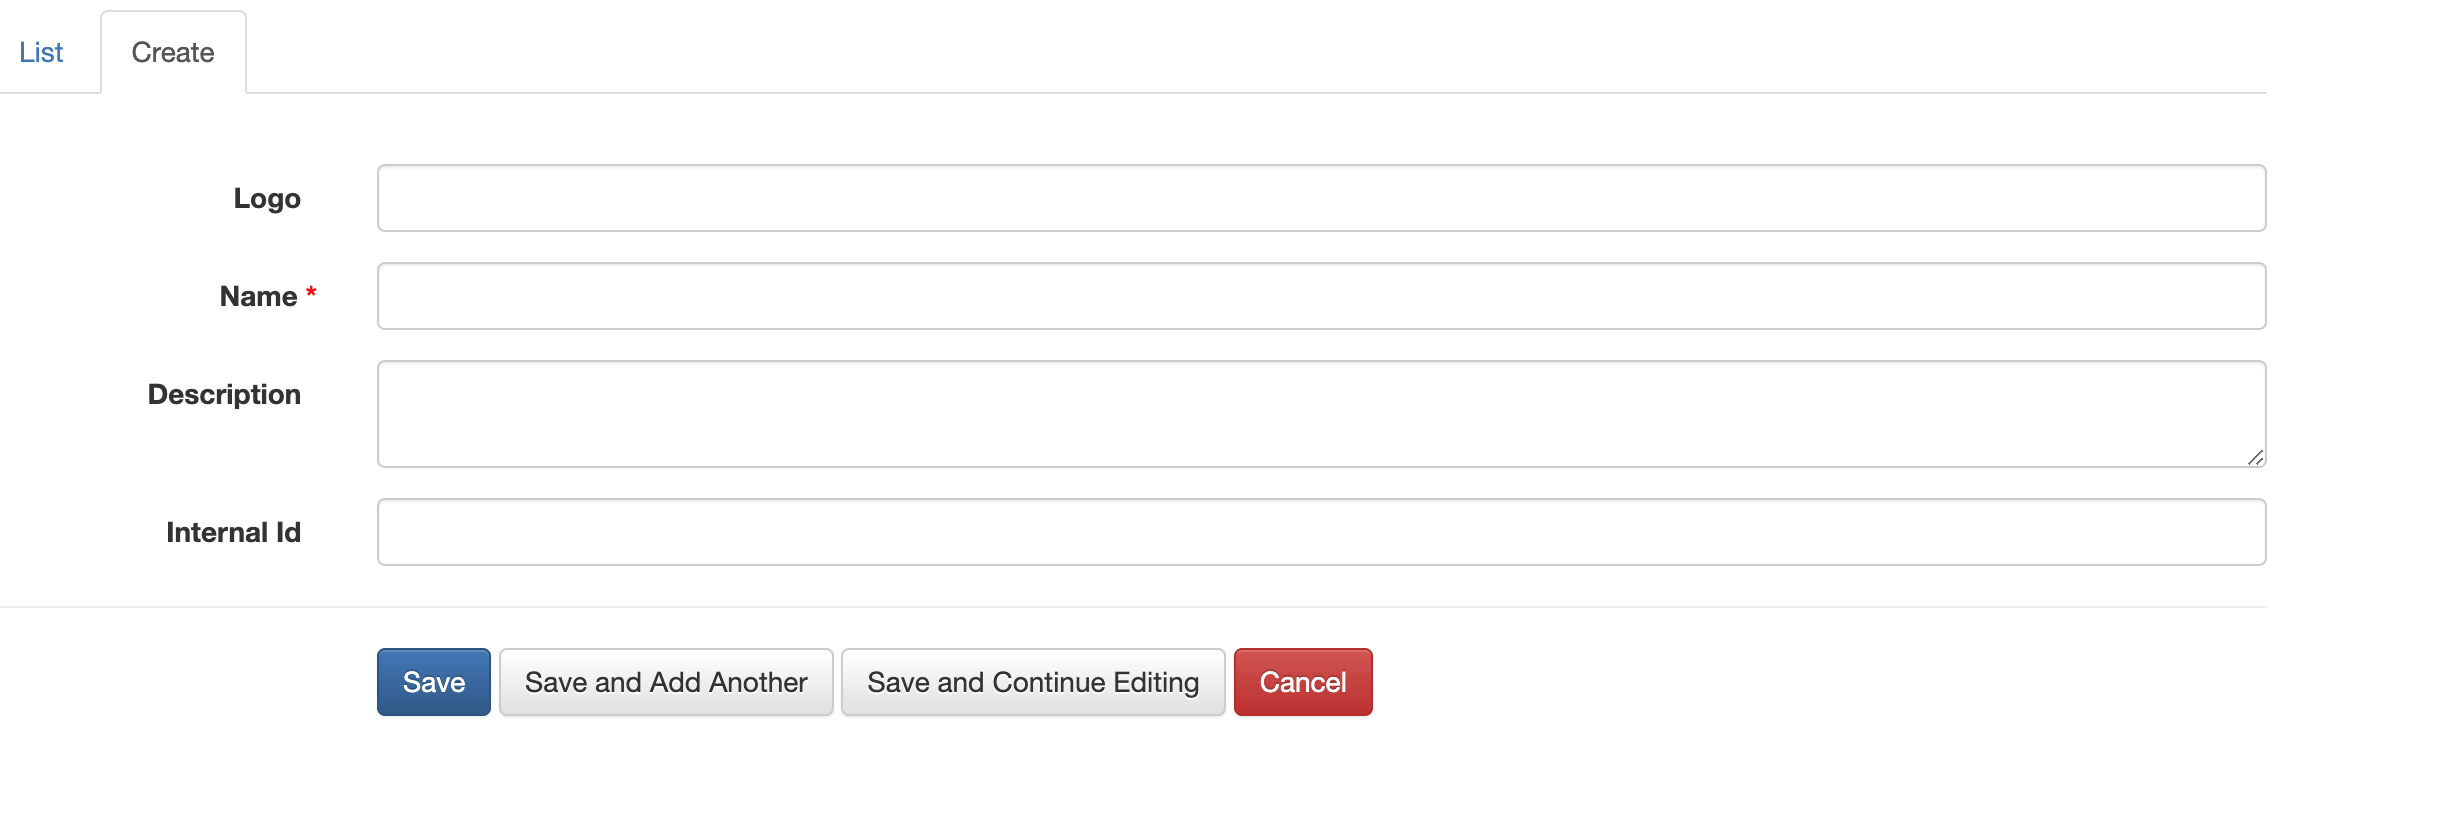 List Create
Logo
Name *
Description
Internal Id
Save Save and Add Another Save and Continue Editing Cancel